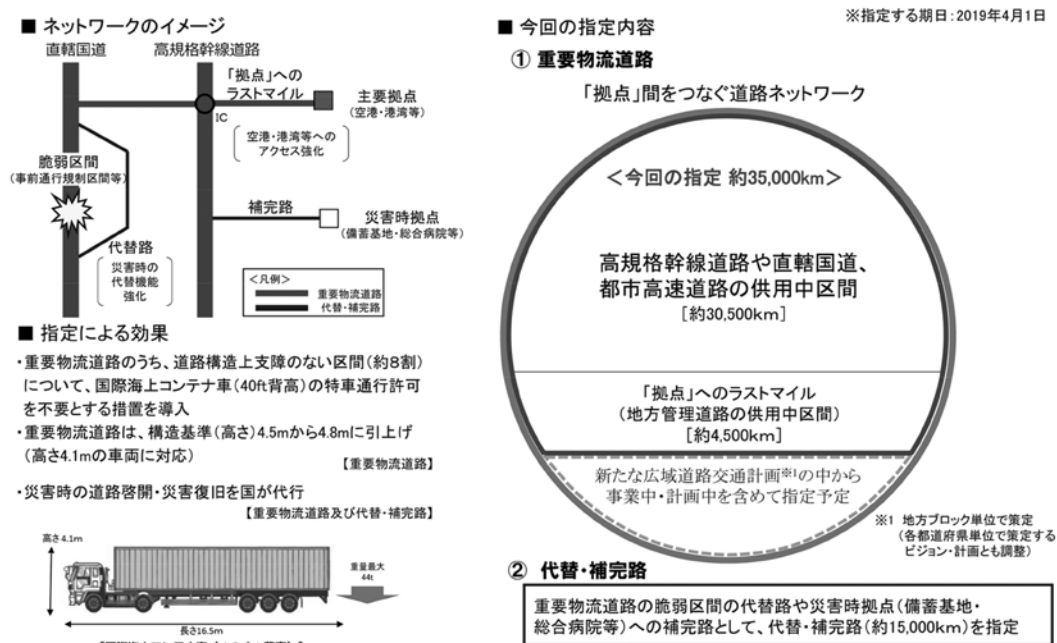 ※指定する期日:2019年4月1日
■ ネットワークのイメージ
直轄国道
高規格幹線道路
「拠点」への
ラストマイル
主要拠点
(空港・港湾等)
IC
空港・港湾等への
アクセス強化
脆弱区間
(事前通行規制区間等)
補完路
災害時拠点
(備蓄基地・総合病院等)
代替路
災害時の
代替機能
強化
<凡例>
重要物流道路
代替・補完路
■ 指定による効果
・重要物流道路のうち、道路構造上支障のない区間(約8割)
について、国際海上コンテナ車(40ft背高)の特車通行許可
を不要とする措置を導入
・重要物流道路は、構造基準(高さ)4.5mから4.8mに引上げ
(高さ4.1mの車両に対応)
【重要物流道路】
・災害時の道路啓開・災害復旧を国が代行
【重要物流道路及び代替・補完路】
高さ4.1m
重量最大
44t
長さ16.5m
■ 今回の指定内容
① 重要物流道路
「拠点」間をつなぐ道路ネットワーク
<今回の指定 約35,000km>
高規格幹線道路や直轄国道、
都市高速道路の供用中区間
[約30,500km]
「拠点」へのラストマイル
(地方管理道路の供用中区間)
[約4,500km]
新たな広域道路交通計画※1の中から
事業中・計画中を含めて指定予定
※1 地方ブロック単位で策定
(各都道府県単位で策定する
ビジョン・計画とも調整)
② 代替・補完路
重要物流道路の脆弱区間の代替路や災害時拠点(備蓄基地・
総合病院等)への補完路として、代替・補完路(約15,000km)を指定